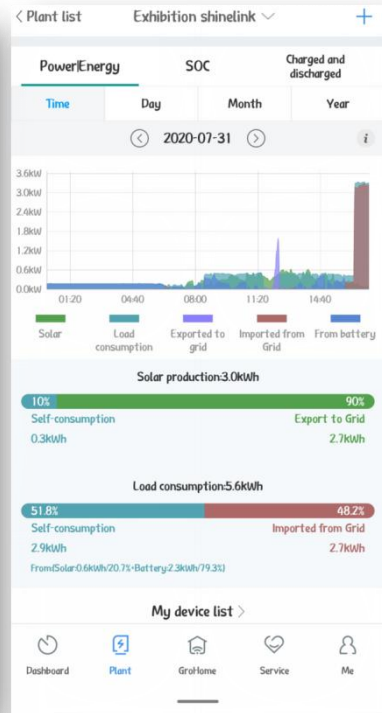 Plant list
Exhibition shinelink
Power|Energy SOC Charged and discharged
Time Day Month Year
2020-07-31 i
3.6kW
3.0kW
2.4kW
1.8kW
1.2kW
0.6kW
0.0kW
01:20 04:40 08:00 11:20 14:40
Solar
Load consumption
Exported to grid
Imported from Grid
From battery
Solar production:3.0kWh
10% 90%
Self-consumption Export to Grid
0.3kWh 2.7kWh
Load consumption:5.6kWh
51.8% 48.2%
Self-consumption Imported from Grid
2.9kWh 2.7kWh
From(Solar:0.6kWh/20.7%+Battery:2.3kWh/79.3%)
My device list
Dashboard Plant GroHome Service Me